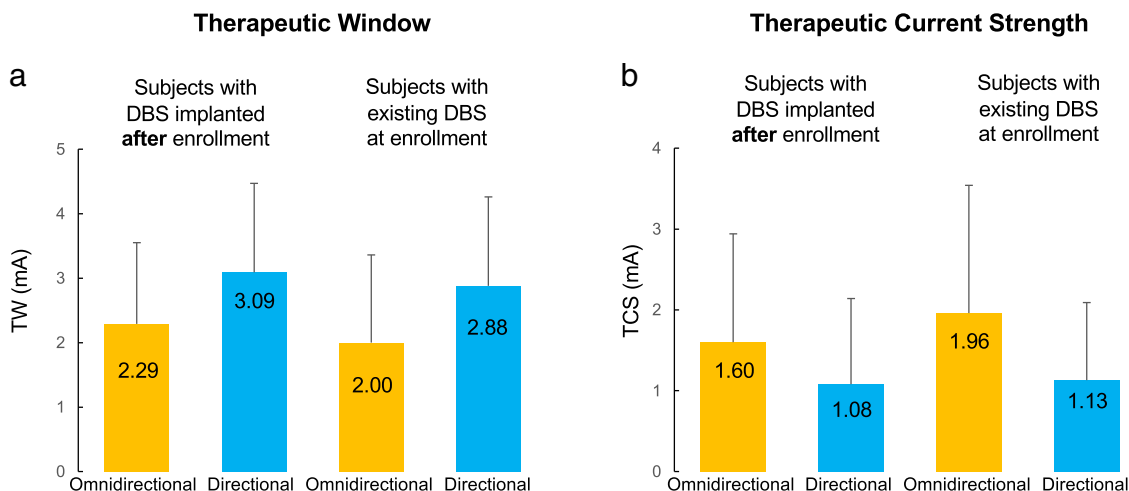 Therapeutic Window
a
Subjects with
DBS implanted
after enrollment
Subjects with
existing DBS
at enrollment
TW (mA)
5
4
3
2
1
0
2.29
3.09
2.00
2.88
Omnidirectional
Directional
Omnidirectional
Directional
Therapeutic Current Strength
b
Subjects with
DBS implanted
after enrollment
Subjects with
existing DBS
at enrollment
TCS (mA)
4
3
2
1
0
1.60
1.08
1.96
1.13
Omnidirectional
Directional
Omnidirectional
Directional